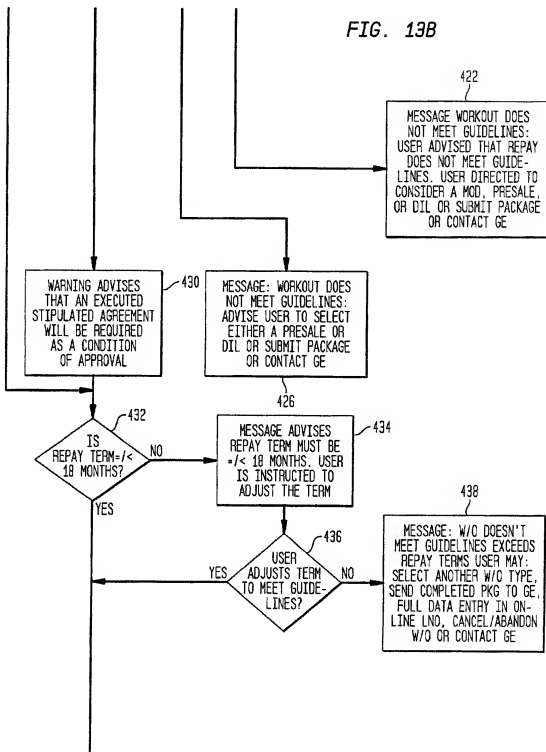 FIG. 13B
422
MESSAGE WORKOUT DOES
NOT MEET GUIDELINES:
USER ADVISED THAT REPAY
DOES NOT MEET GUIDE-
LINES. USER DIRECTED TO
CONSIDER A MOD, PRESALE,
OR DIL OR SUBMIT PACKAGE
OR CONTACT GE
430
WARNING ADVISES
THAT AN EXECUTED
STIPULATED AGREEMENT
WILL BE REQUIRED
AS A CONDITION
OF APPROVAL
MESSAGE: WORKOUT DOES
NOT MEET GUIDELINES:
ADVISE USER TO SELECT
EITHER A PRESALE OR
DIL OR SUBMIT PACKAGE
OR CONTACT GE
426
432
IS
REPAY TERM=/<
18 MONTHS?
NO
YES
434
MESSAGE ADVISES
REPAY TERM MUST BE
=/< 18 MONTHS. USER
IS INSTRUCTED TO
ADJUST THE TERM
436
USER
ADJUSTS TERM
TO MEET GUIDE-
LINES?
YES
NO
438
MESSAGE: W/O DOESN'T
MEET GUIDELINES EXCEEDS
REPAY TERMS USER MAY:
SELECT ANOTHER W/O TYPE,
SEND COMPLETED PKG TO GE,
FULL DATA ENTRY IN ON-
LINE LNO, CANCEL/ABANDON
W/O OR CONTACT GE